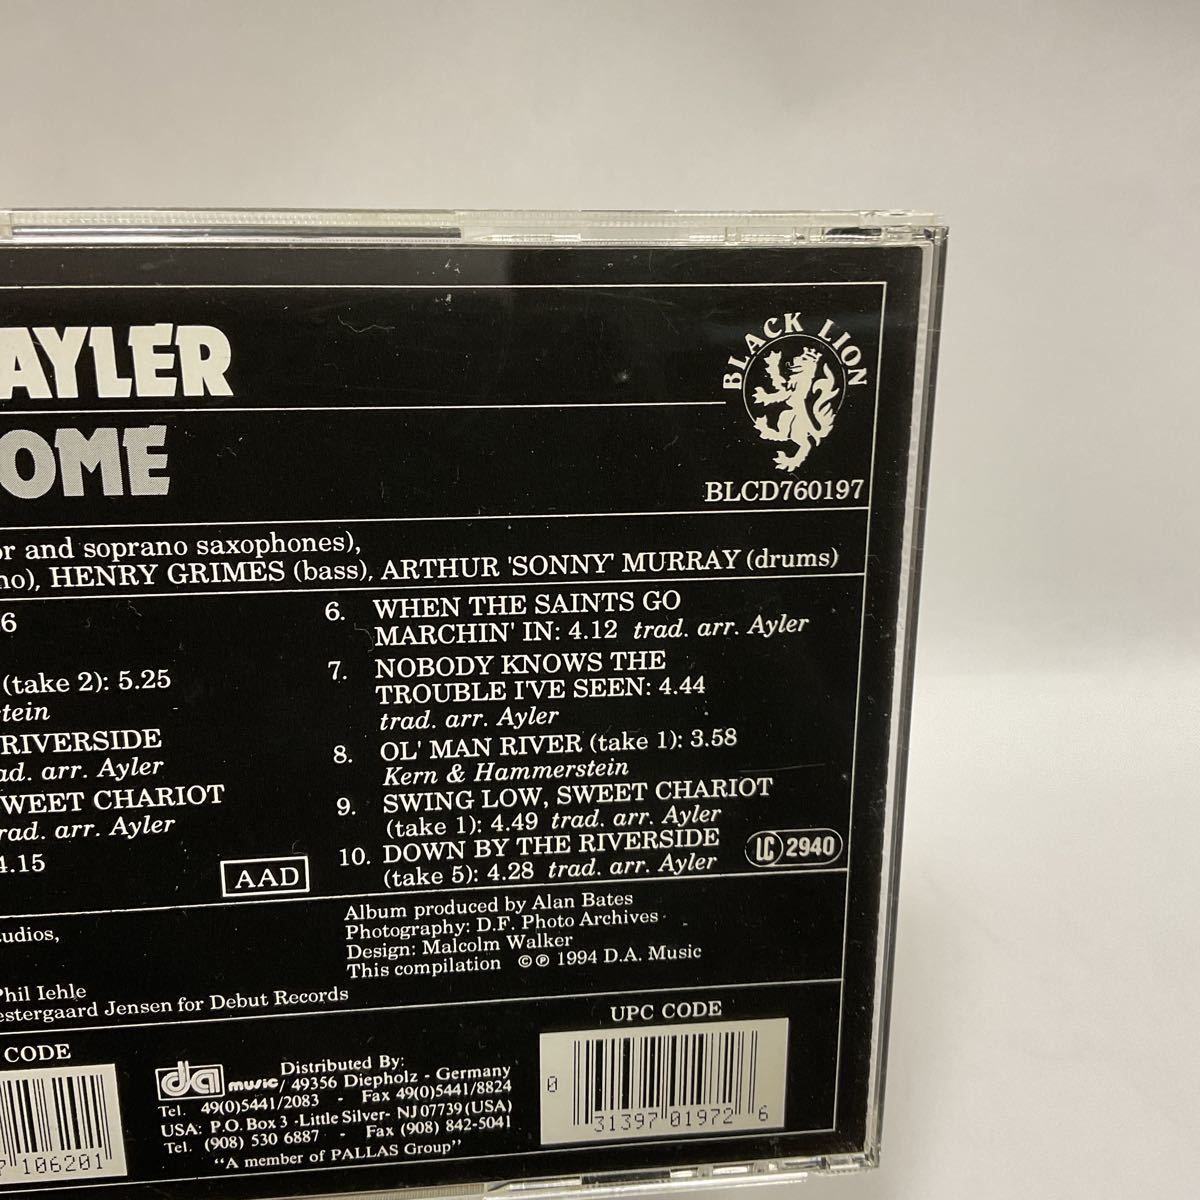 AYLER
OME
BLACK LION
BLCD760197
or and soprano saxophones),
no), HENRY GRIMES (bass), ARTHUR 'SONNY' MURRAY (drums)
6
(take 2): 5.25
tein
RIVERSIDE
ad. arr. Ayler
SWEET CHARIOT
rad. arr. Ayler
4.15
AAD
6. WHEN THE SAINTS GO
MARCHIN' IN: 4.12 trad. arr. Ayler
7. NOBODY KNOWS THE
TROUBLE I'VE SEEN: 4.44
trad. arr. Ayler
8. OL' MAN RIVER (take 1): 3.58
Kern & Hammerstein
9. SWING LOW, SWEET CHARIOT
(take 1): 4.49 trad. arr. Ayler
10. DOWN BY THE RIVERSIDE
(take 5): 4.28 trad. arr. Ayler
LC 2940
udios,
Phil Iehle
estergaard Jensen for Debut Records
Album produced by Alan Bates
Photography: D.F. Photo Archives
Design: Malcolm Walker
This compilation ©℗ 1994 D.A. Music
CODE
7 106201
Distributed By:
da music / 49356 Diepholz - Germany
Tel. 49(0)5441/2083 - Fax 49(0)5441/8824
USA: P.O. Box 3 - Little Silver - NJ 07739 (USA)
Tel. (908) 530 6887 - Fax (908) 842-5041
"A member of PALLAS Group"
UPC CODE
0 31397 01972 6